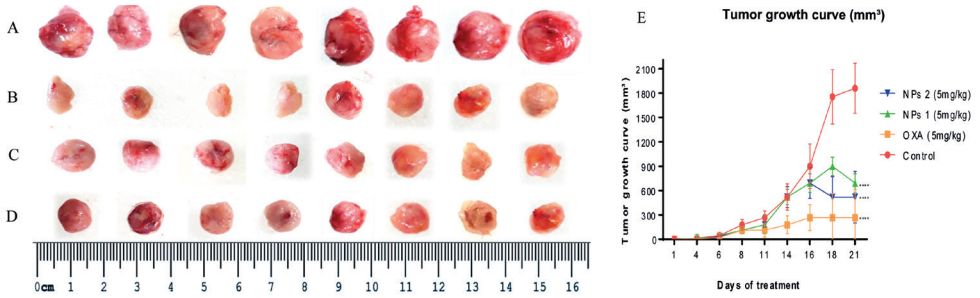 A
B
C
D
0cm 1 2 3 4 5 6 7 8 9 10 11 12 13 14 15 16
E
Tumor growth curve (mm³)
Tumor growth curve (mm³)
2100
1800
1500
1200
900
600
300
0
1 4 6 8 11 14 16 18 21
Days of treatment
NPs 2 (5mg/kg)
NPs 1 (5mg/kg)
OXA (5mg/kg)
Control
****
****
****